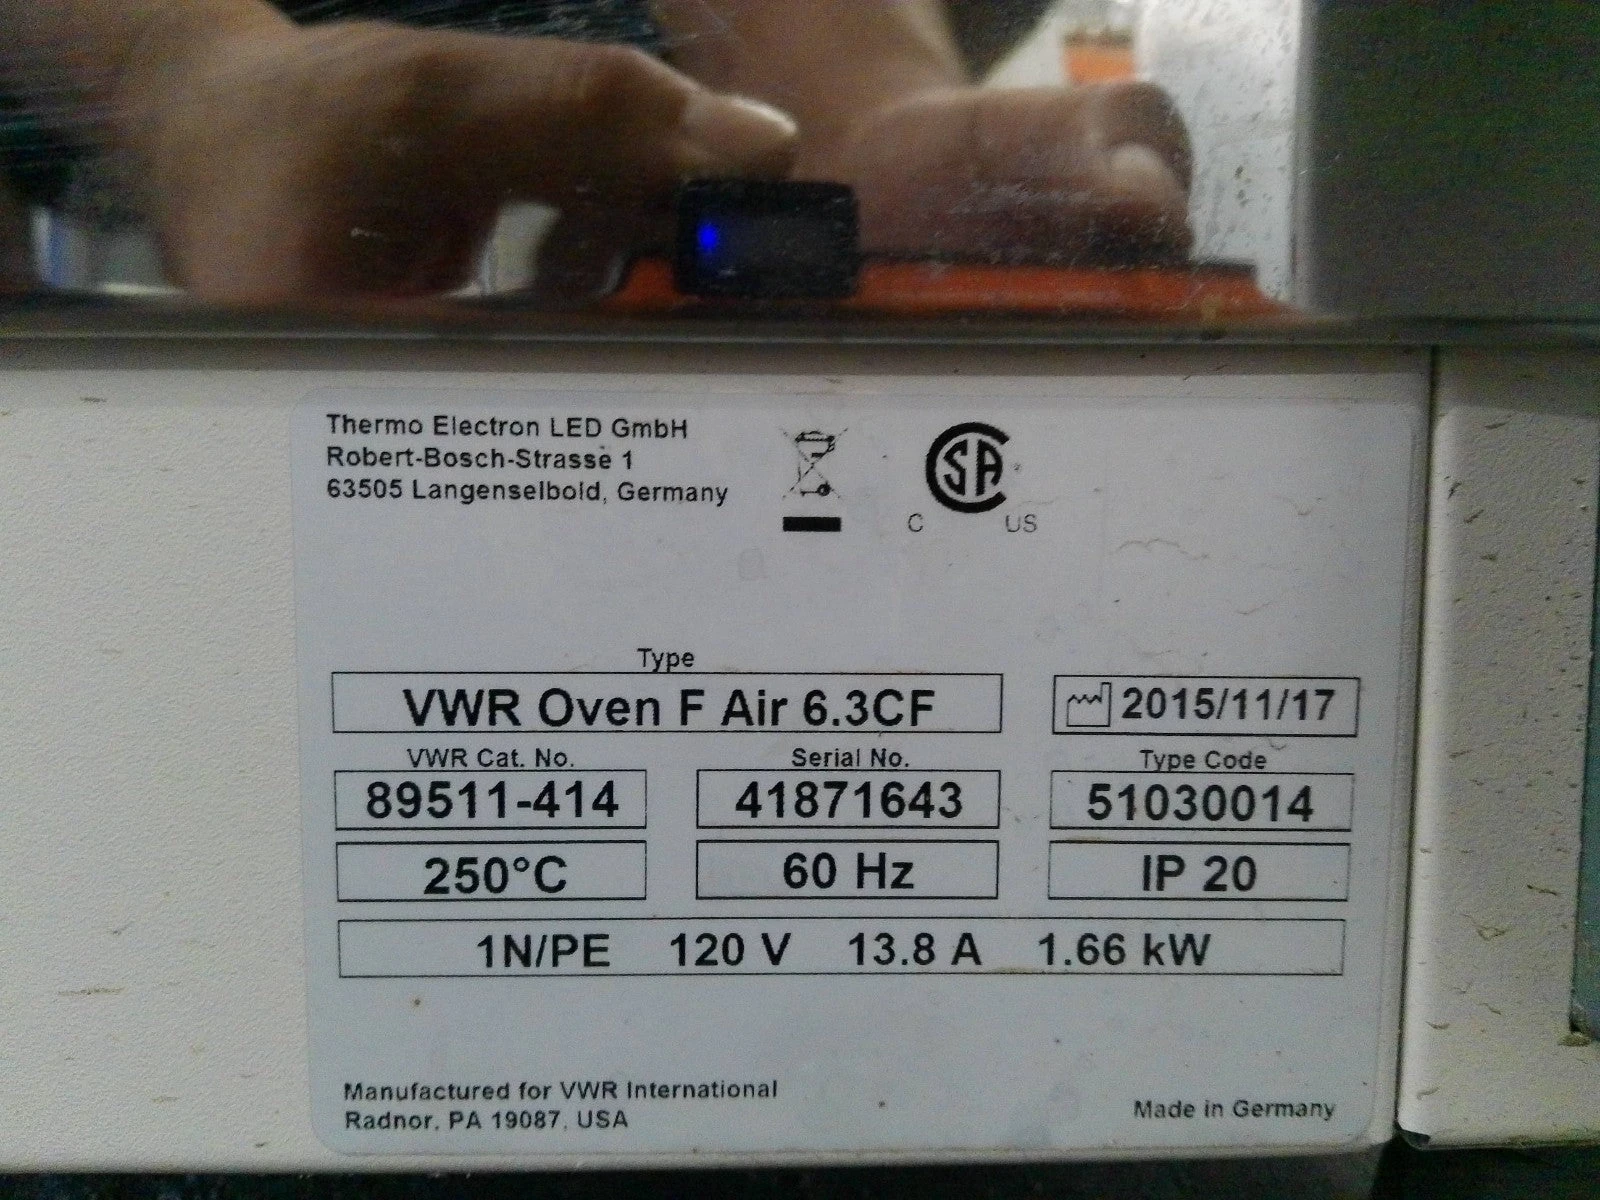 Thermo Electron LED GmbH
Robert-Bosch-Strasse 1
63505 Langenselbold, Germany
CSA
C US
Type
VWR Oven F Air 6.3CF
2015/11/17
VWR Cat. No. Serial No. Type Code
89511-414 41871643 51030014
250°C 60 Hz IP 20
1N/PE 120 V 13.8 A 1.66 kW
Manufactured for VWR International
Radnor, PA 19087, USA
Made in Germany